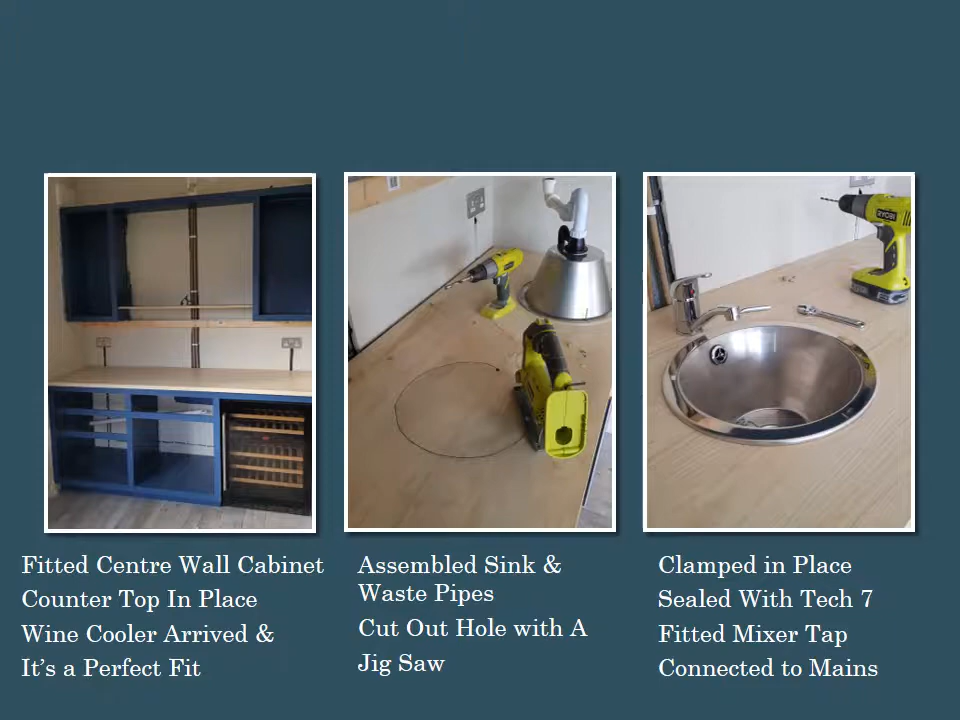 RYOBI
Fitted Centre Wall Cabinet
Counter Top In Place
Wine Cooler Arrived &
It's a Perfect Fit
Assembled Sink &
Waste Pipes
Cut Out Hole with A
Jig Saw
Clamped in Place
Sealed With Tech 7
Fitted Mixer Tap
Connected to Mains